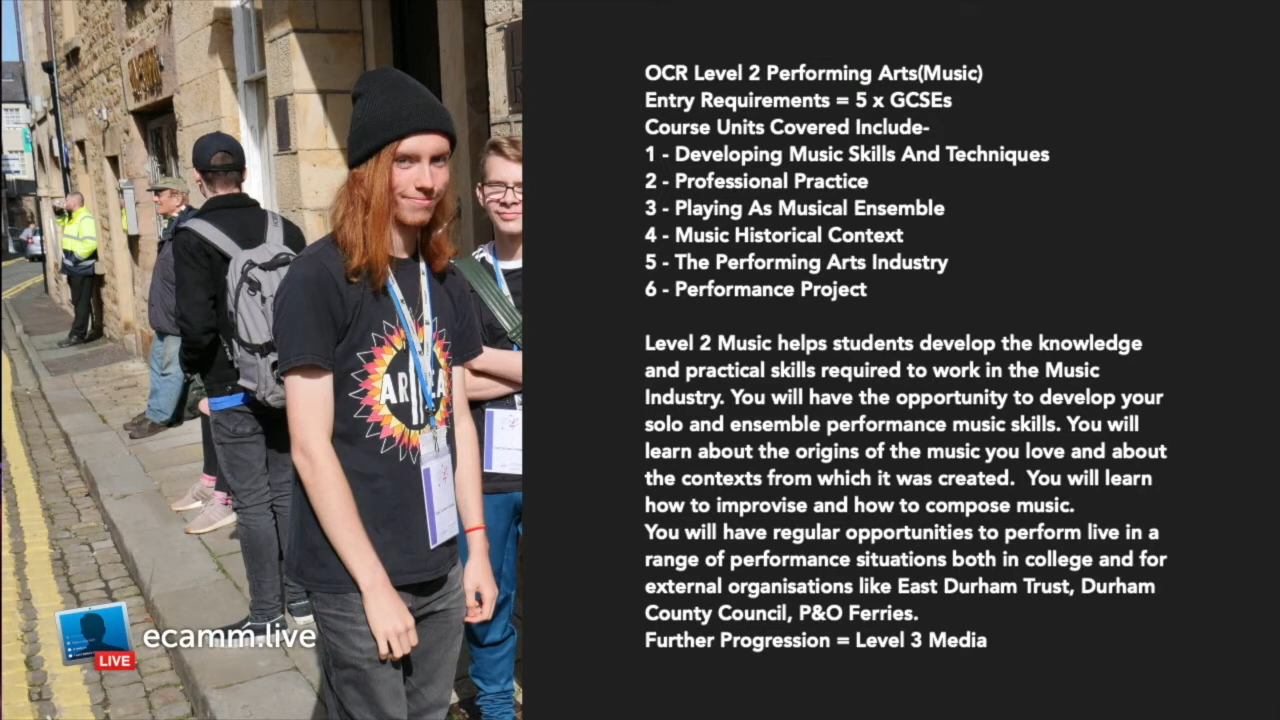 OCR Level 2 Performing Arts(Music)
Entry Requirements = 5 x GCSEs
Course Units Covered Include-
1 - Developing Music Skills And Techniques
2 - Professional Practice
3 - Playing As Musical Ensemble
4 - Music Historical Context
5 - The Performing Arts Industry
6 - Performance Project
Level 2 Music helps students develop the knowledge
and practical skills required to work in the Music
Industry. You will have the opportunity to develop your
solo and ensemble performance music skills. You will
learn about the origins of the music you love and about
the contexts from which it was created.  You will learn
how to improvise and how to compose music.
You will have regular opportunities to perform live in a
range of performance situations both in college and for
external organisations like East Durham Trust, Durham
County Council, P&O Ferries.
Further Progression = Level 3 Media
ecamm.live
LIVE